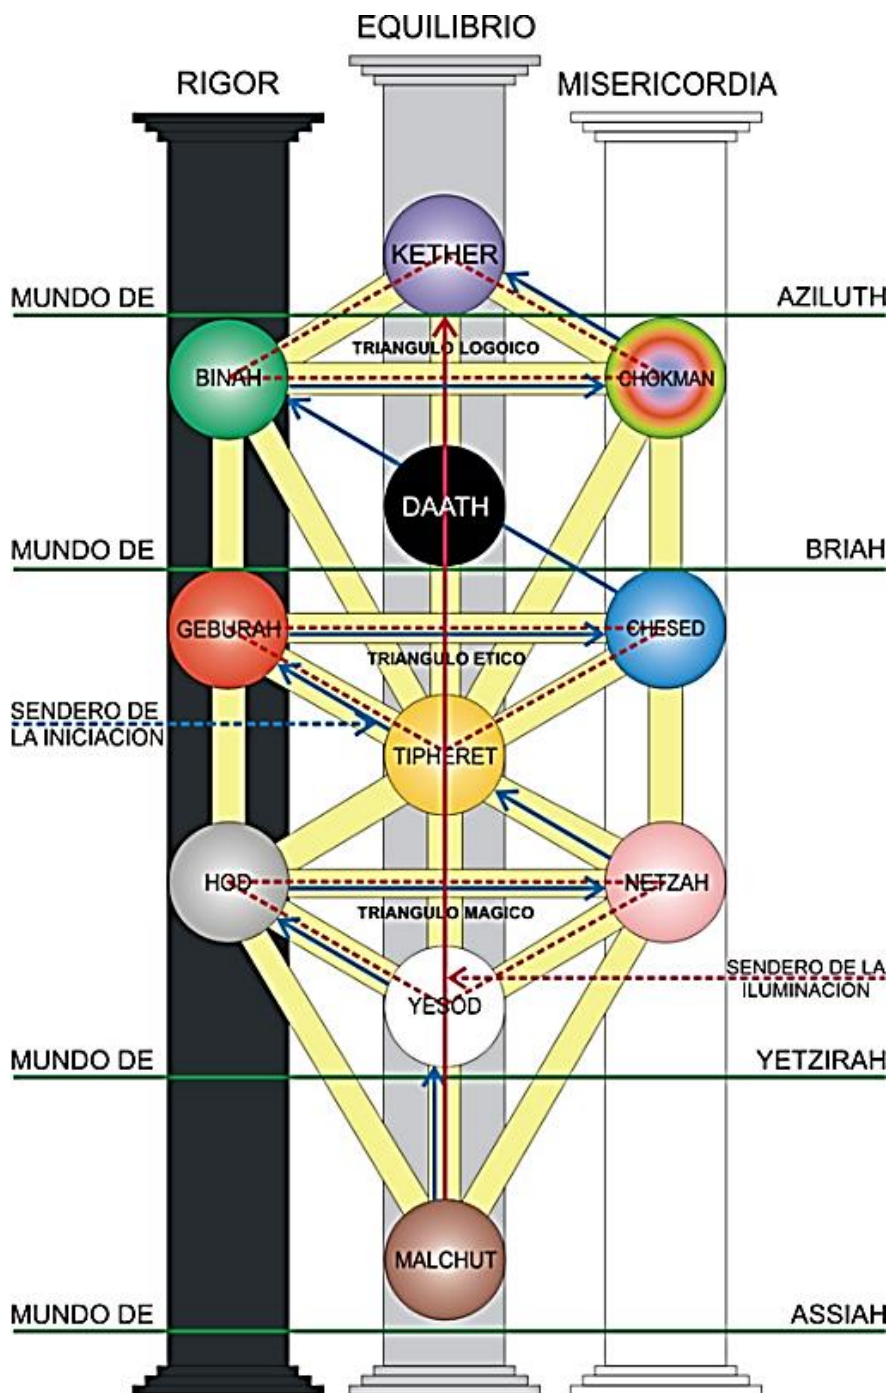 EQUILIBRIO
RIGOR
MISERICORDIA
KETHER
MUNDO DE
AZILUTH
TRIANGULO LOGOICO
BINAH
CHOKMAN
DAATH
MUNDO DE
BRIAH
GEBURAH
CHESED
TRIANGULO ETICO
SENDERO DE
LA INICIACION
TIPHERET
HOD
NETZAH
TRIANGULO MAGICO
SENDERO DE LA
ILUMINACION
YESOD
MUNDO DE
YETZIRAH
MALCHUT
MUNDO DE
ASSIAH